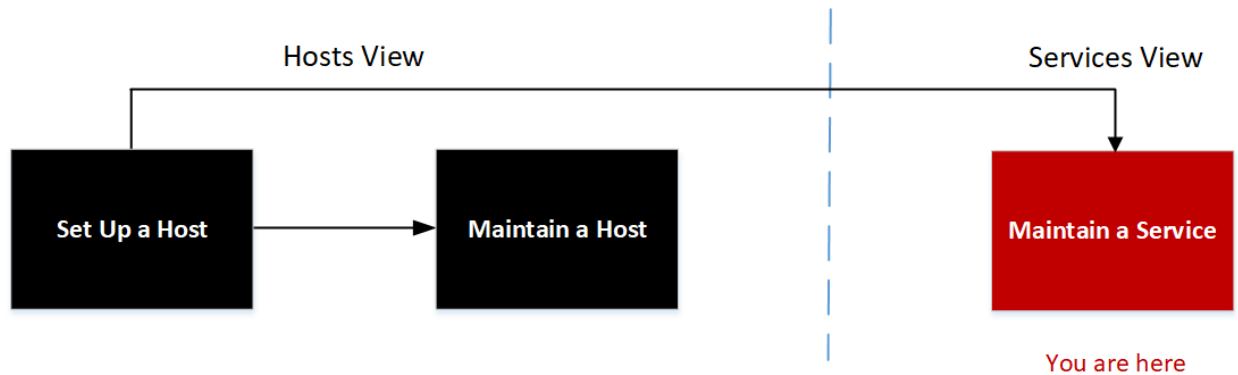 Hosts View
Services View
Set Up a Host
Maintain a Host
Maintain a Service
You are here